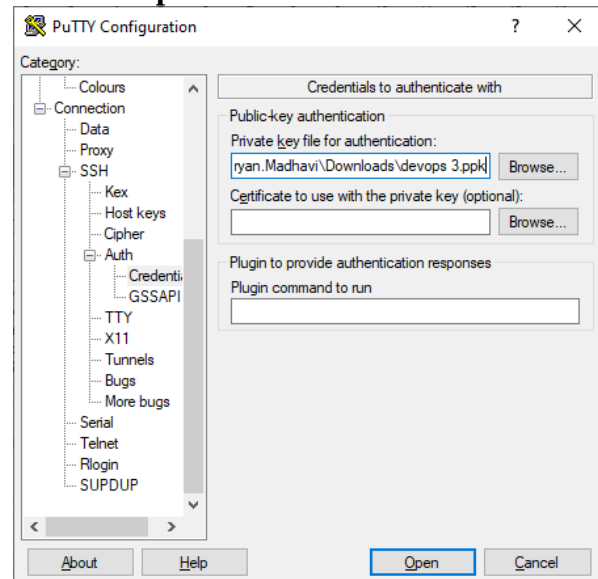 PuTTY Configuration ? ×
Category:
Colours
Connection
Data
Proxy
SSH
Kex
Host keys
Cipher
Auth
Credenti
GSSAPI
TTY
X11
Tunnels
Bugs
More bugs
Serial
Telnet
Rlogin
SUPDUP
Credentials to authenticate with
Public-key authentication
Private key file for authentication:
ryan.Madhavi\Downloads\devops 3.ppk Browse...
Certificate to use with the private key (optional):
Browse...
Plugin to provide authentication responses
Plugin command to run
About Help Open Cancel